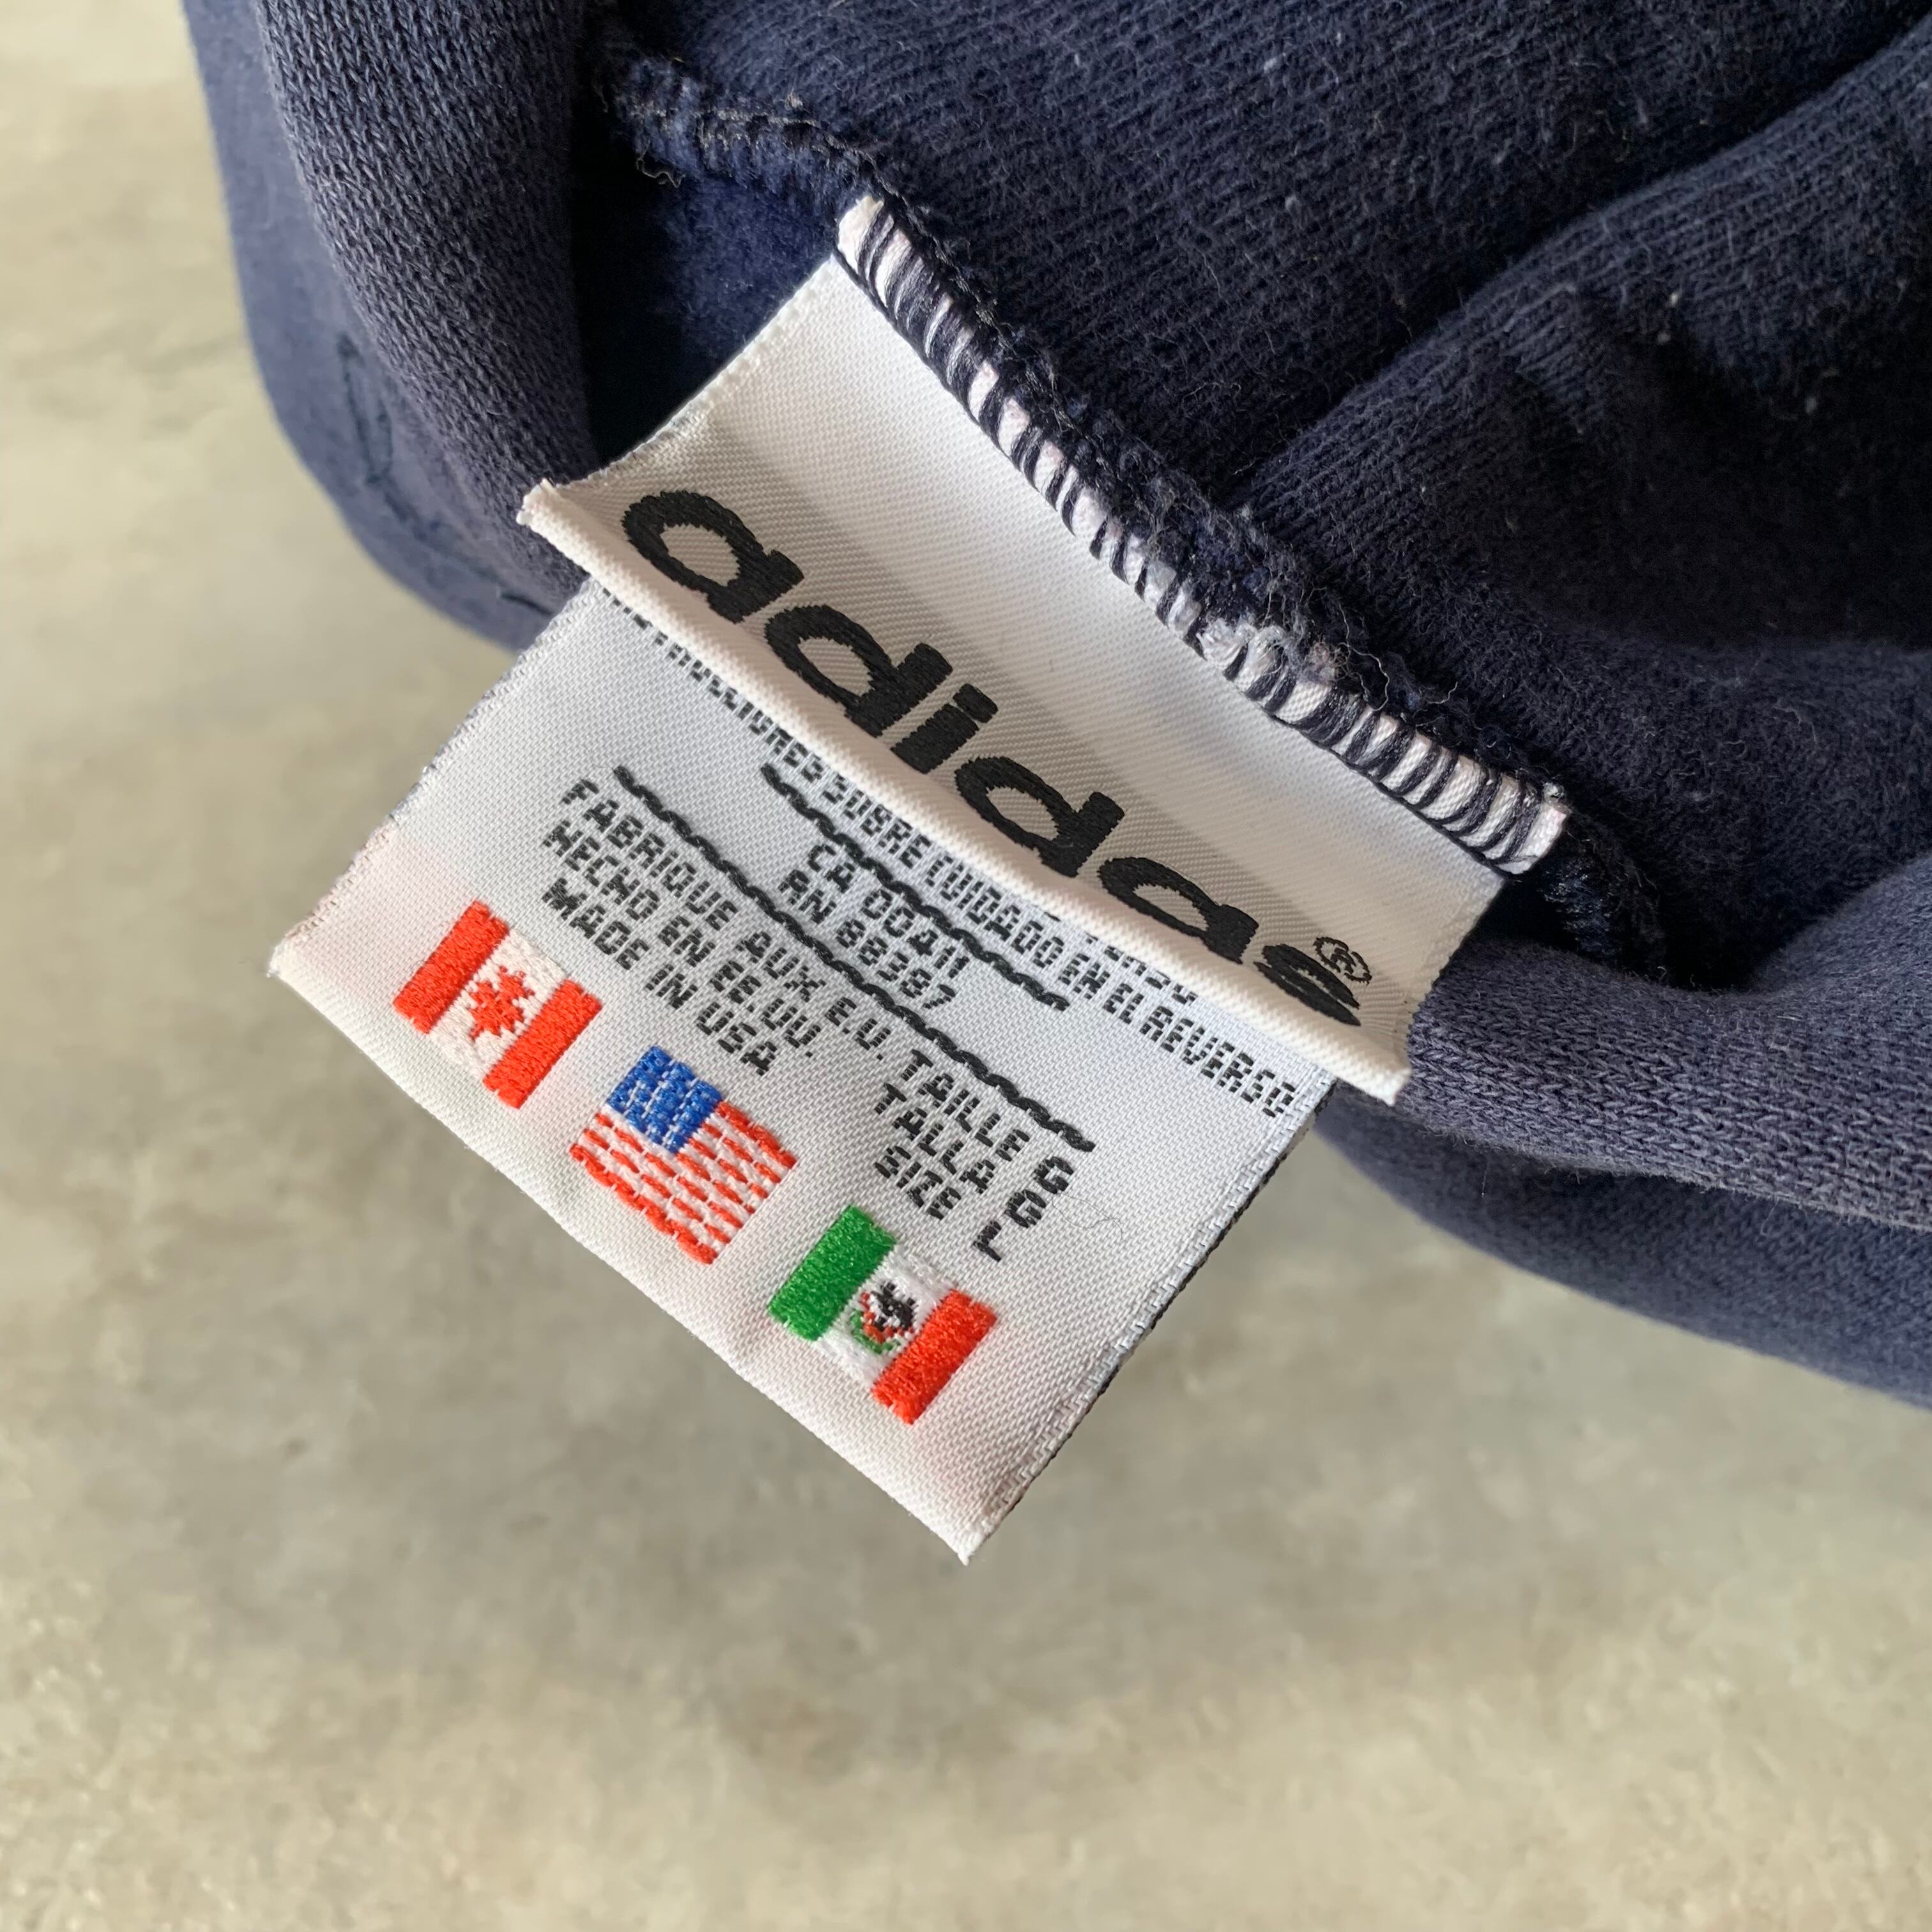 adidas®
SOBRE CUIDADO EN EL REVERSO
CA 00411
RN 88387
FABRIQUE AUX E.U. TAILLE G
HECHO EN EE.UU. TALLA G
MADE IN USA SIZE L